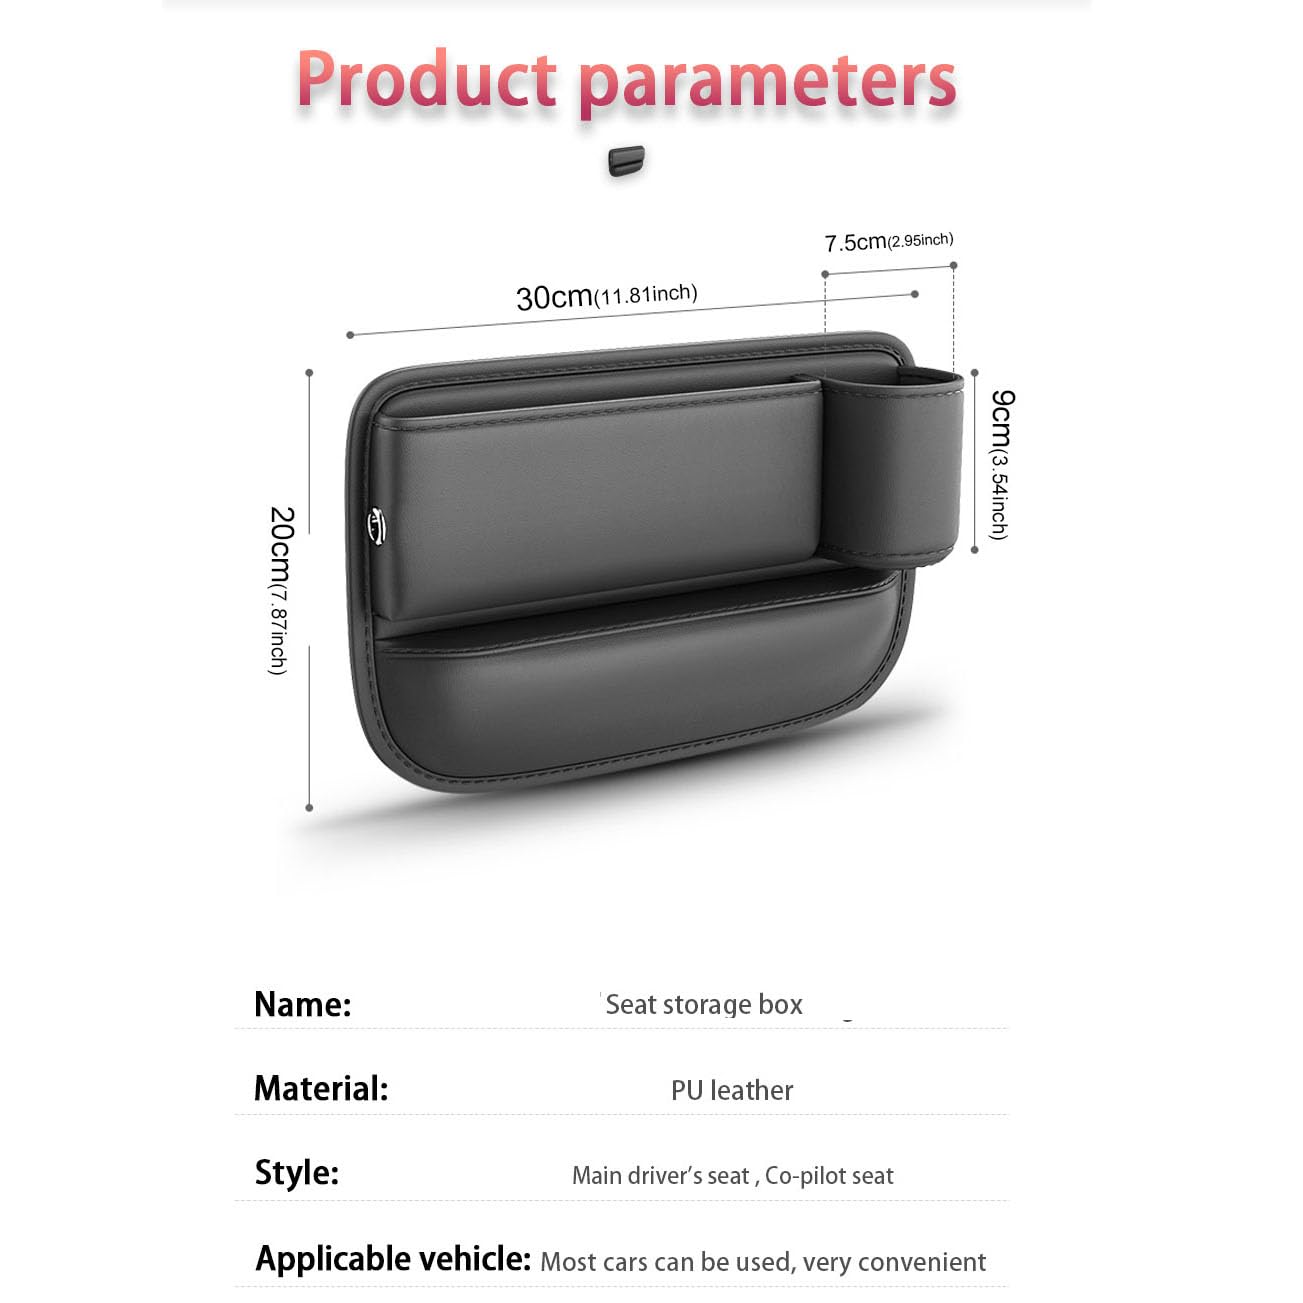 Product parameters
7.5cm(2.95inch)
30cm(11.81inch)
9cm(3.54inch)
20cm(7.87inch)
Name: Seat storage box
Material: PU leather
Style: Main driver’s seat , Co-pilot seat
Applicable vehicle: Most cars can be used, very convenient